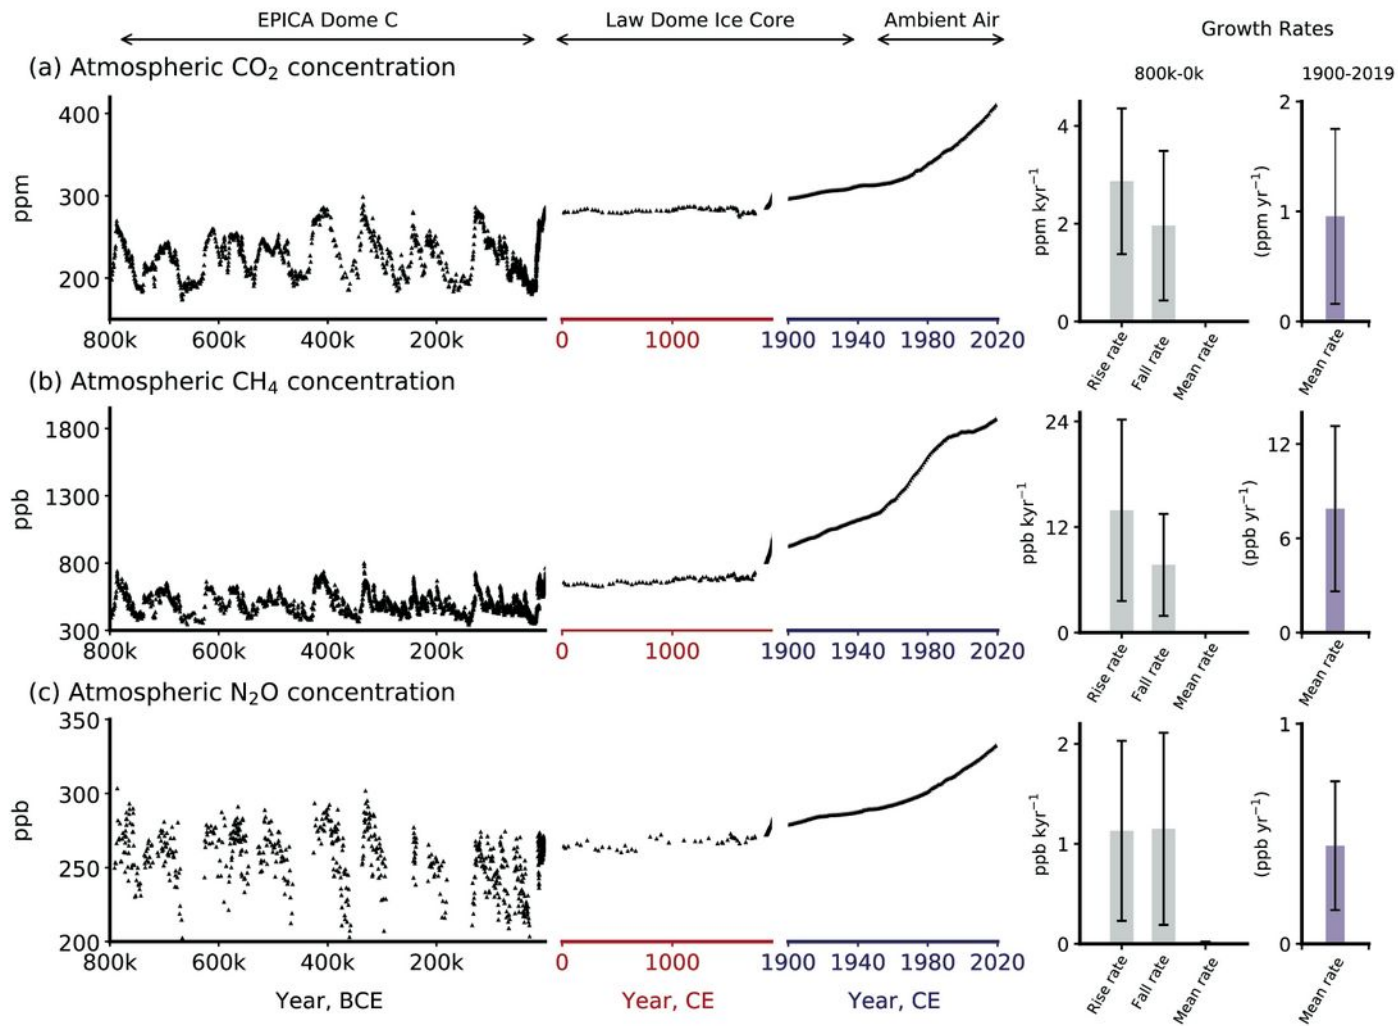 EPICA Dome C Law Dome Ice Core Ambient Air
Growth Rates
800k-0k 1900-2019
(a) Atmospheric CO₂ concentration
ppm
400
300
200
800k 600k 400k 200k 0 1000 1900 1940 1980 2020
ppm kyr⁻¹
4
2
0
Rise rate Fall rate Mean rate
(ppm yr⁻¹)
2
1
0
Mean rate
(b) Atmospheric CH₄ concentration
ppb
1800
1300
800
300
800k 600k 400k 200k 0 1000 1900 1940 1980 2020
ppb kyr⁻¹
24
12
0
Rise rate Fall rate Mean rate
(ppb yr⁻¹)
12
6
0
Mean rate
(c) Atmospheric N₂O concentration
ppb
350
300
250
200
800k 600k 400k 200k 0 1000 1900 1940 1980 2020
Year, BCE Year, CE Year, CE
ppb kyr⁻¹
2
1
0
Rise rate Fall rate Mean rate
(ppb yr⁻¹)
1
0
Mean rate